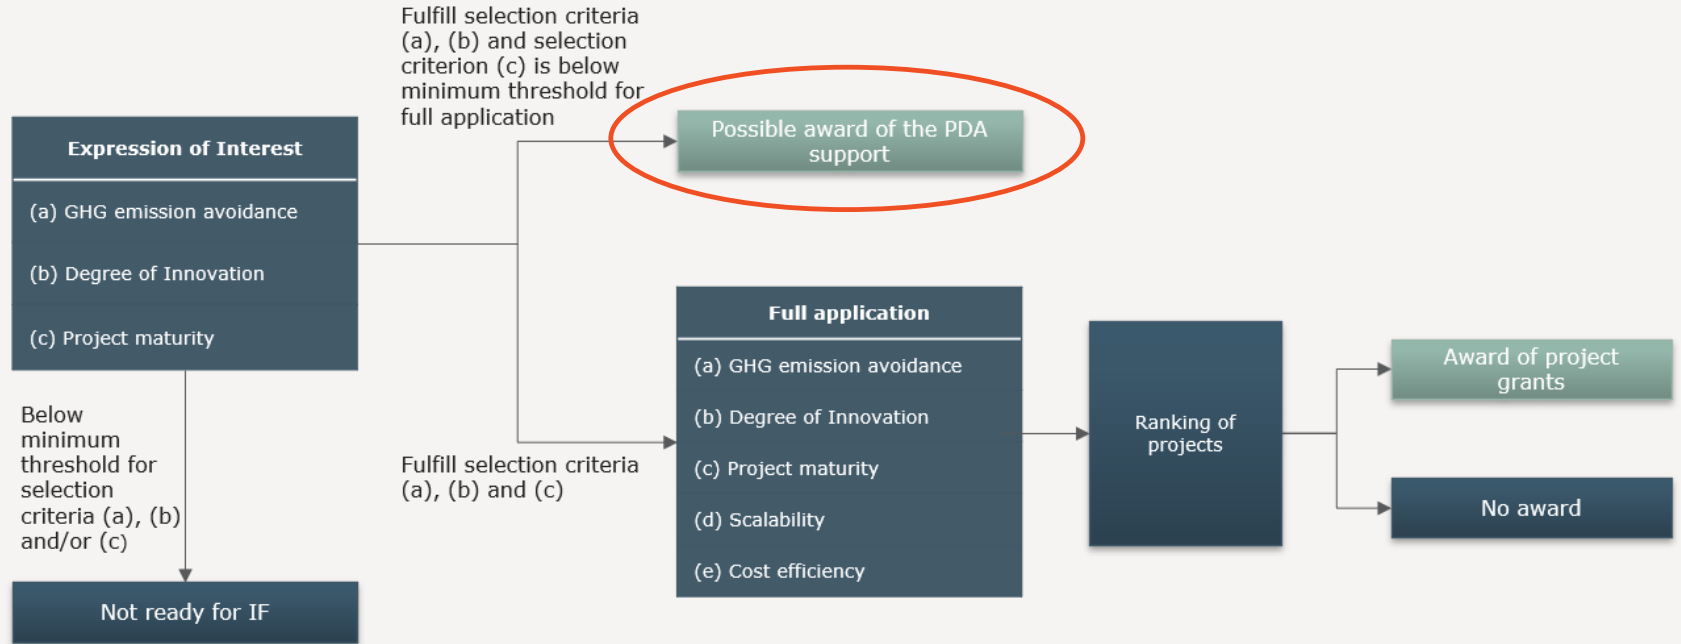 Fulfill selection criteria
(a), (b) and selection
criterion (c) is below
minimum threshold for
full application
Possible award of the PDA
support
Expression of Interest
(a) GHG emission avoidance
(b) Degree of Innovation
(c) Project maturity
Below
minimum
threshold for
selection
criteria (a), (b)
and/or (c)
Not ready for IF
Fulfill selection criteria
(a), (b) and (c)
Full application
(a) GHG emission avoidance
(b) Degree of Innovation
(c) Project maturity
(d) Scalability
(e) Cost efficiency
Ranking of
projects
Award of project
grants
No award